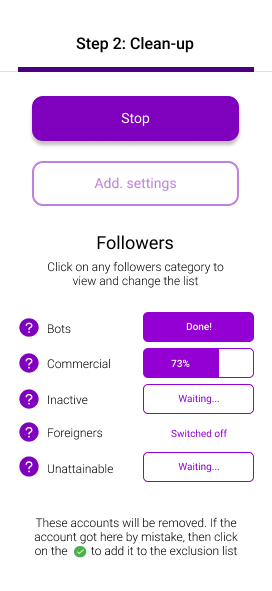 Step 2: Clean-up
Stop
Add. settings
Followers
Click on any followers category to
view and change the list
? Bots Done!
? Commercial 73%
? Inactive Waiting...
? Foreigners Switched off
? Unattainable Waiting...
These accounts will be removed. If the
account got here by mistake, then click
on the to add it to the exclusion list